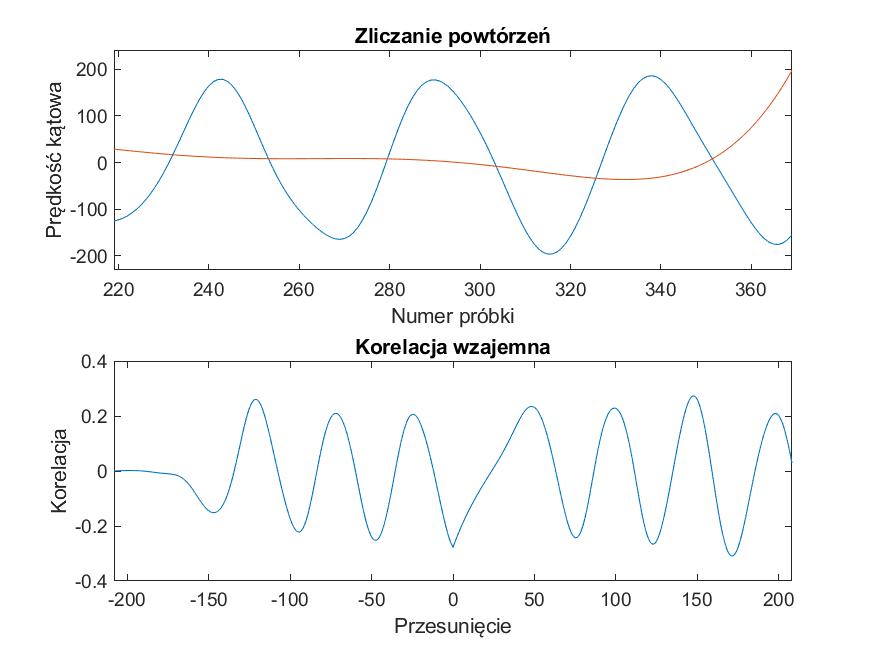 Zliczanie powtórzeń
200
100
0
-100
-200
Prędkość kątowa
220 240 260 280 300 320 340 360
Numer próbki
Korelacja wzajemna
0.4
0.2
0
-0.2
-0.4
Korelacja
-200 -150 -100 -50 0 50 100 150 200
Przesunięcie